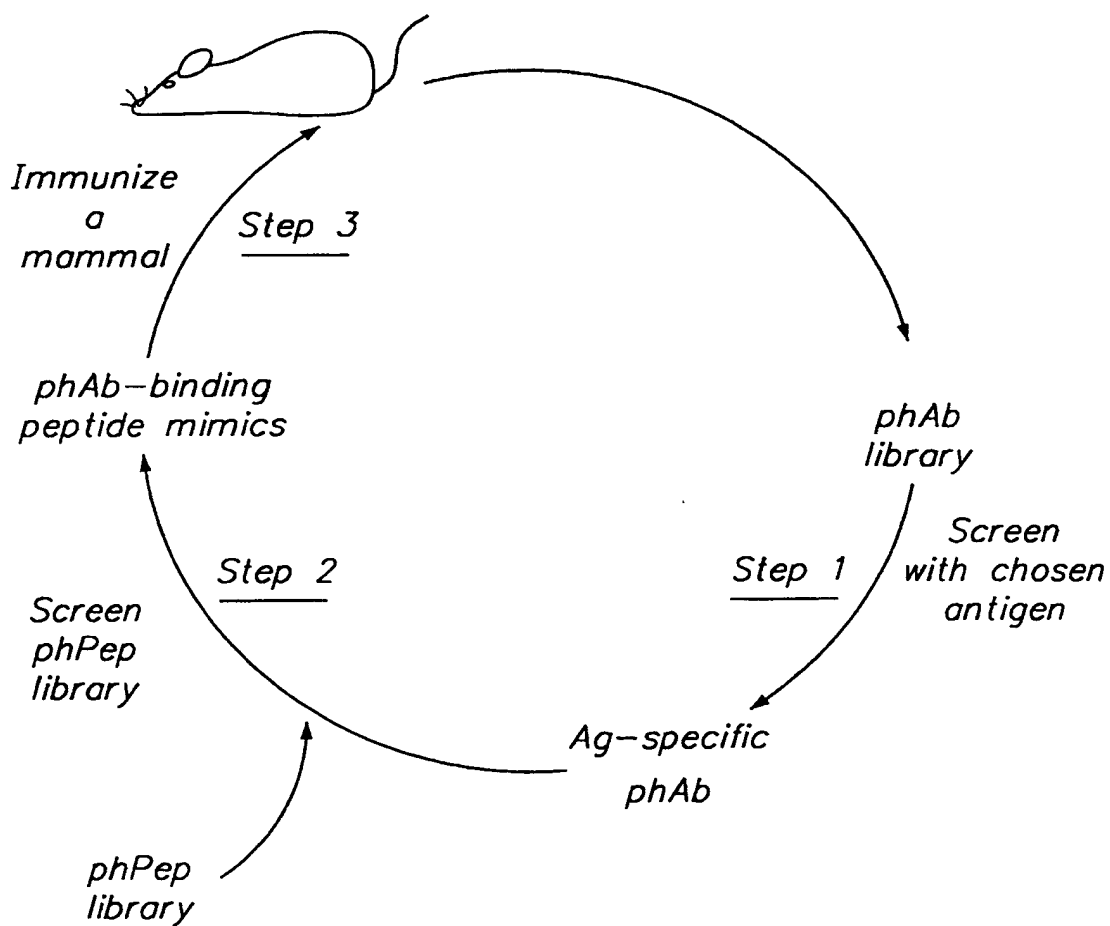 Immunize
a
mammal
Step 3
phAb-binding
peptide mimics
phAb
library
Screen
with chosen
antigen
Step 1
Step 2
Screen
phPep
library
Ag-specific
phAb
phPep
library